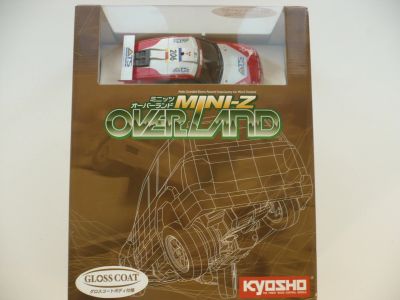 206
ミニッツ
オーバーランド
MINI-Z
OVERLAND
GLOSS COAT
グロスコートボディ仕様
KYOSHO